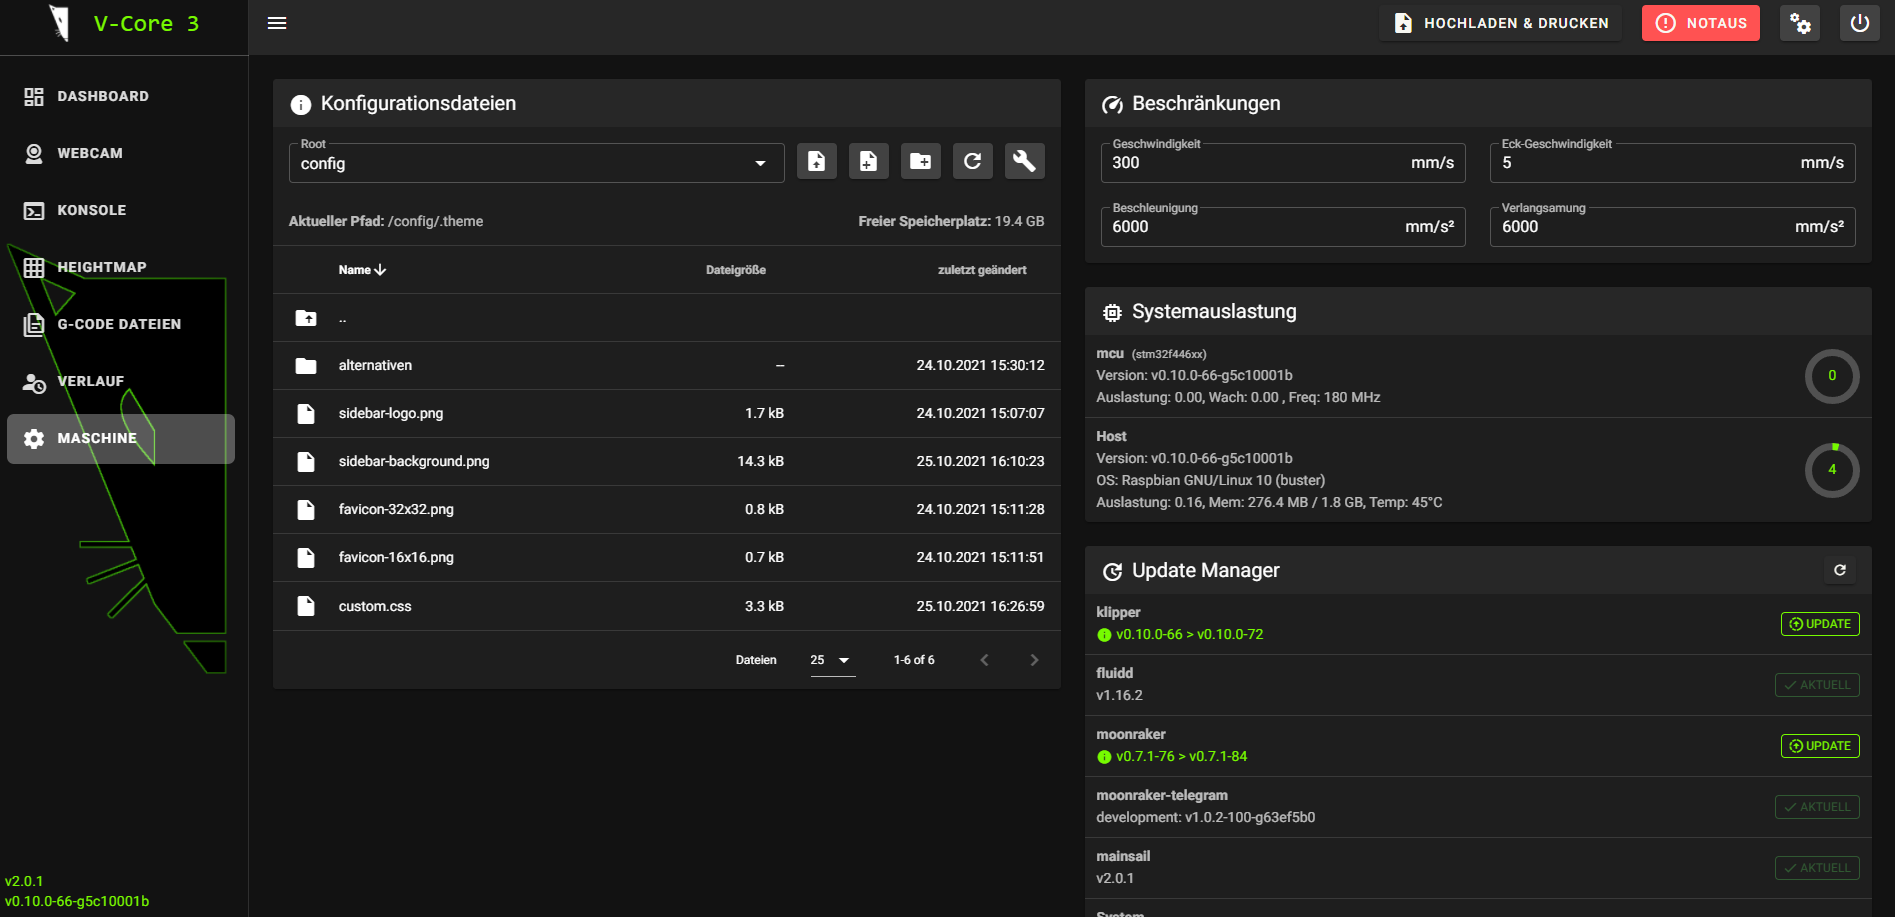 V-Core 3
HOCHLADEN & DRUCKEN
NOTAUS
DASHBOARD
WEBCAM
KONSOLE
HEIGHTMAP
G-CODE DATEIEN
VERLAUF
MASCHINE
v2.0.1
v0.10.0-66-g5c10001b
Konfigurationsdateien
Root
config
Aktueller Pfad: /config/.theme
Freier Speicherplatz: 19.4 GB
Name Dateigröße zuletzt geändert
..
alternativen -- 24.10.2021 15:30:12
sidebar-logo.png 1.7 kB 24.10.2021 15:07:07
sidebar-background.png 14.3 kB 25.10.2021 16:10:23
favicon-32x32.png 0.8 kB 24.10.2021 15:11:28
favicon-16x16.png 0.7 kB 24.10.2021 15:11:51
custom.css 3.3 kB 25.10.2021 16:26:59
Dateien 25 1-6 of 6
Beschränkungen
Geschwindigkeit
300 mm/s
Eck-Geschwindigkeit
5 mm/s
Beschleunigung
6000 mm/s²
Verlangsamung
6000 mm/s²
Systemauslastung
mcu (stm32f446xx)
Version: v0.10.0-66-g5c10001b
Auslastung: 0.00, Wach: 0.00 , Freq: 180 MHz
0
Host
Version: v0.10.0-66-g5c10001b
OS: Raspbian GNU/Linux 10 (buster)
Auslastung: 0.16, Mem: 276.4 MB / 1.8 GB, Temp: 45°C
4
Update Manager
klipper
v0.10.0-66 > v0.10.0-72
UPDATE
fluidd
v1.16.2
AKTUELL
moonraker
v0.7.1-76 > v0.7.1-84
UPDATE
moonraker-telegram
development: v1.0.2-100-g63ef5b0
AKTUELL
mainsail
v2.0.1
AKTUELL
System